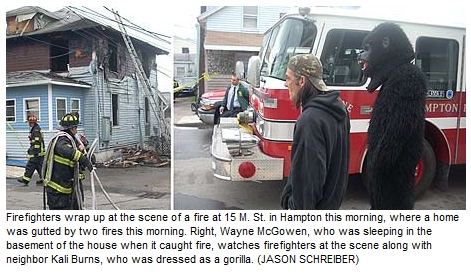 HAMPTON F
Firefighters wrap up at the scene of a fire at 15 M. St. in Hampton this morning, where a home
was gutted by two fires this morning. Right, Wayne McGowen, who was sleeping in the
basement of the house when it caught fire, watches firefighters at the scene along with
neighbor Kali Burns, who was dressed as a gorilla. (JASON SCHREIBER)